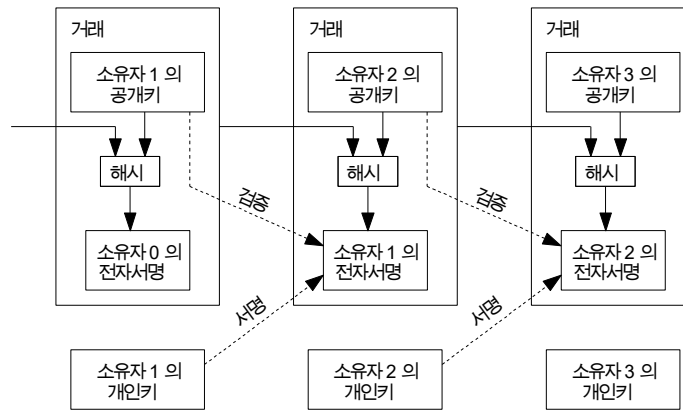 거래
소유자 1 의
공개키
해시
소유자 0 의
전자서명
거래
소유자 2 의
공개키
해시
검증
소유자 1 의
전자서명
거래
소유자 3 의
공개키
해시
검증
소유자 2 의
전자서명
서명
서명
소유자 1 의
개인키
소유자 2 의
개인키
소유자 3 의
개인키